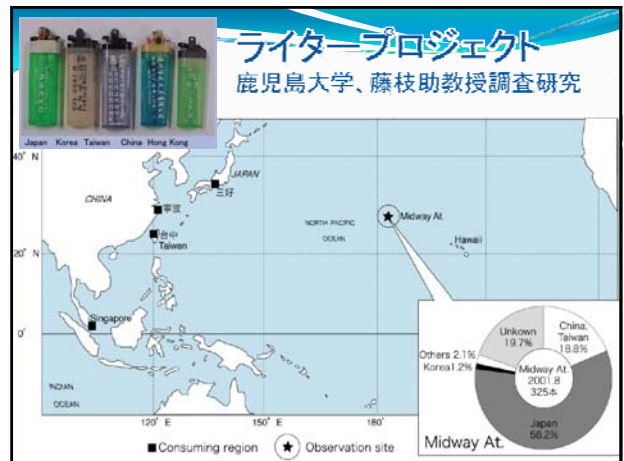 ライタープロジェクト
鹿児島大学、藤枝助教授調査研究
Japan Korea Taiwan China Hong Kong
40° N
20° N
0°
120° E
150° E
180°
CHINA
JAPAN
三好
寧波
台中
Taiwan
Singapore
NORTH PACIFIC
OCEAN
Midway At.
Hawaii
INDIAN
OCEAN
■ Consuming region
★ Observation site
Unkown
19.7%
China,
Taiwan
18.8%
Others 2.1%
Korea1.2%
Midway At.
2001.8
325本
Japan
58.2%
Midway At.